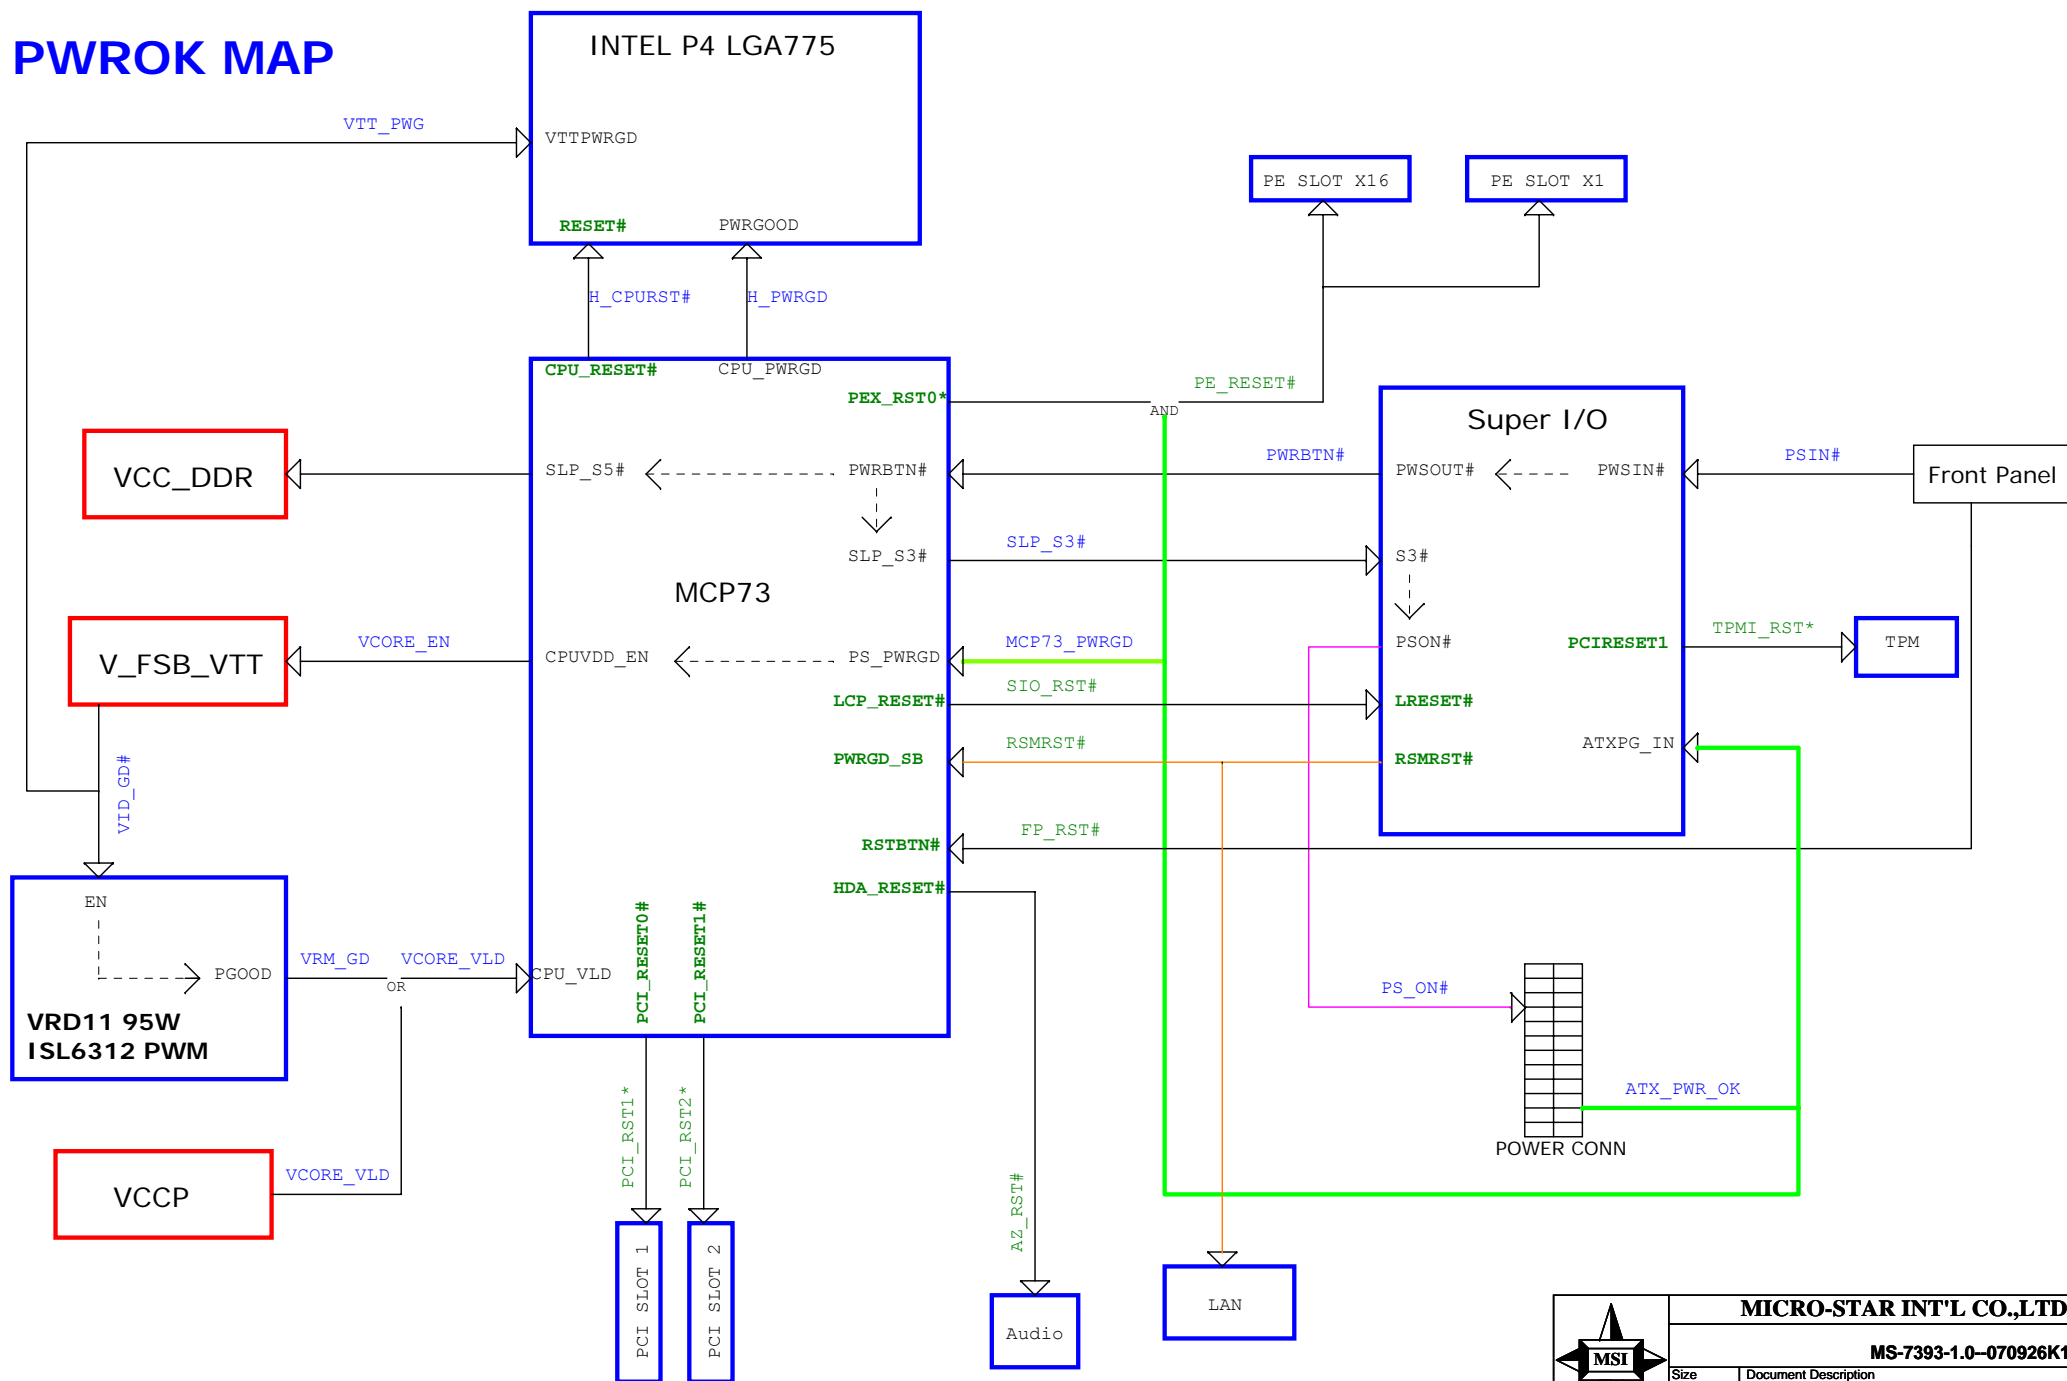 PWROK MAP
INTEL P4 LGA775
VTT_PWG
VTTPWRGD
RESET#
PWRGOOD
H_CPURST#
H_PWRGD
PE SLOT X16
PE SLOT X1
CPU_RESET#
CPU_PWRGD
PEX_RST0*
PE_RESET#
AND
Super I/O
VCC_DDR
SLP_S5#
PWRBTN#
PWRBTN#
PWSOUT#
PWSIN#
PSIN#
Front Panel
SLP_S3#
SLP_S3#
S3#
MCP73
V_FSB_VTT
VCORE_EN
CPUVDD_EN
PS_PWRGD
MCP73_PWRGD
PSON#
PCIRESET1
TPMI_RST*
TPM
LCP_RESET#
SIO_RST#
LRESET#
PWRGD_SB
RSMRST#
RSMRST#
ATXPG_IN
VID_GD#
RSTBTN#
FP_RST#
HDA_RESET#
EN
PGOOD
VRM_GD
OR
VCORE_VLD
CPU_VLD
PCI_RESET0#
PCI_RESET1#
VRD11 95W
ISL6312 PWM
PS_ON#
ATX_PWR_OK
POWER CONN
VCCP
VCORE_VLD
PCI_RST1*
PCI_RST2*
AZ_RST#
PCI SLOT 1
PCI SLOT 2
Audio
LAN
MSI
MICRO-STAR INT'L CO.,LTD
MS-7393-1.0--070926K1
Size
Document Description